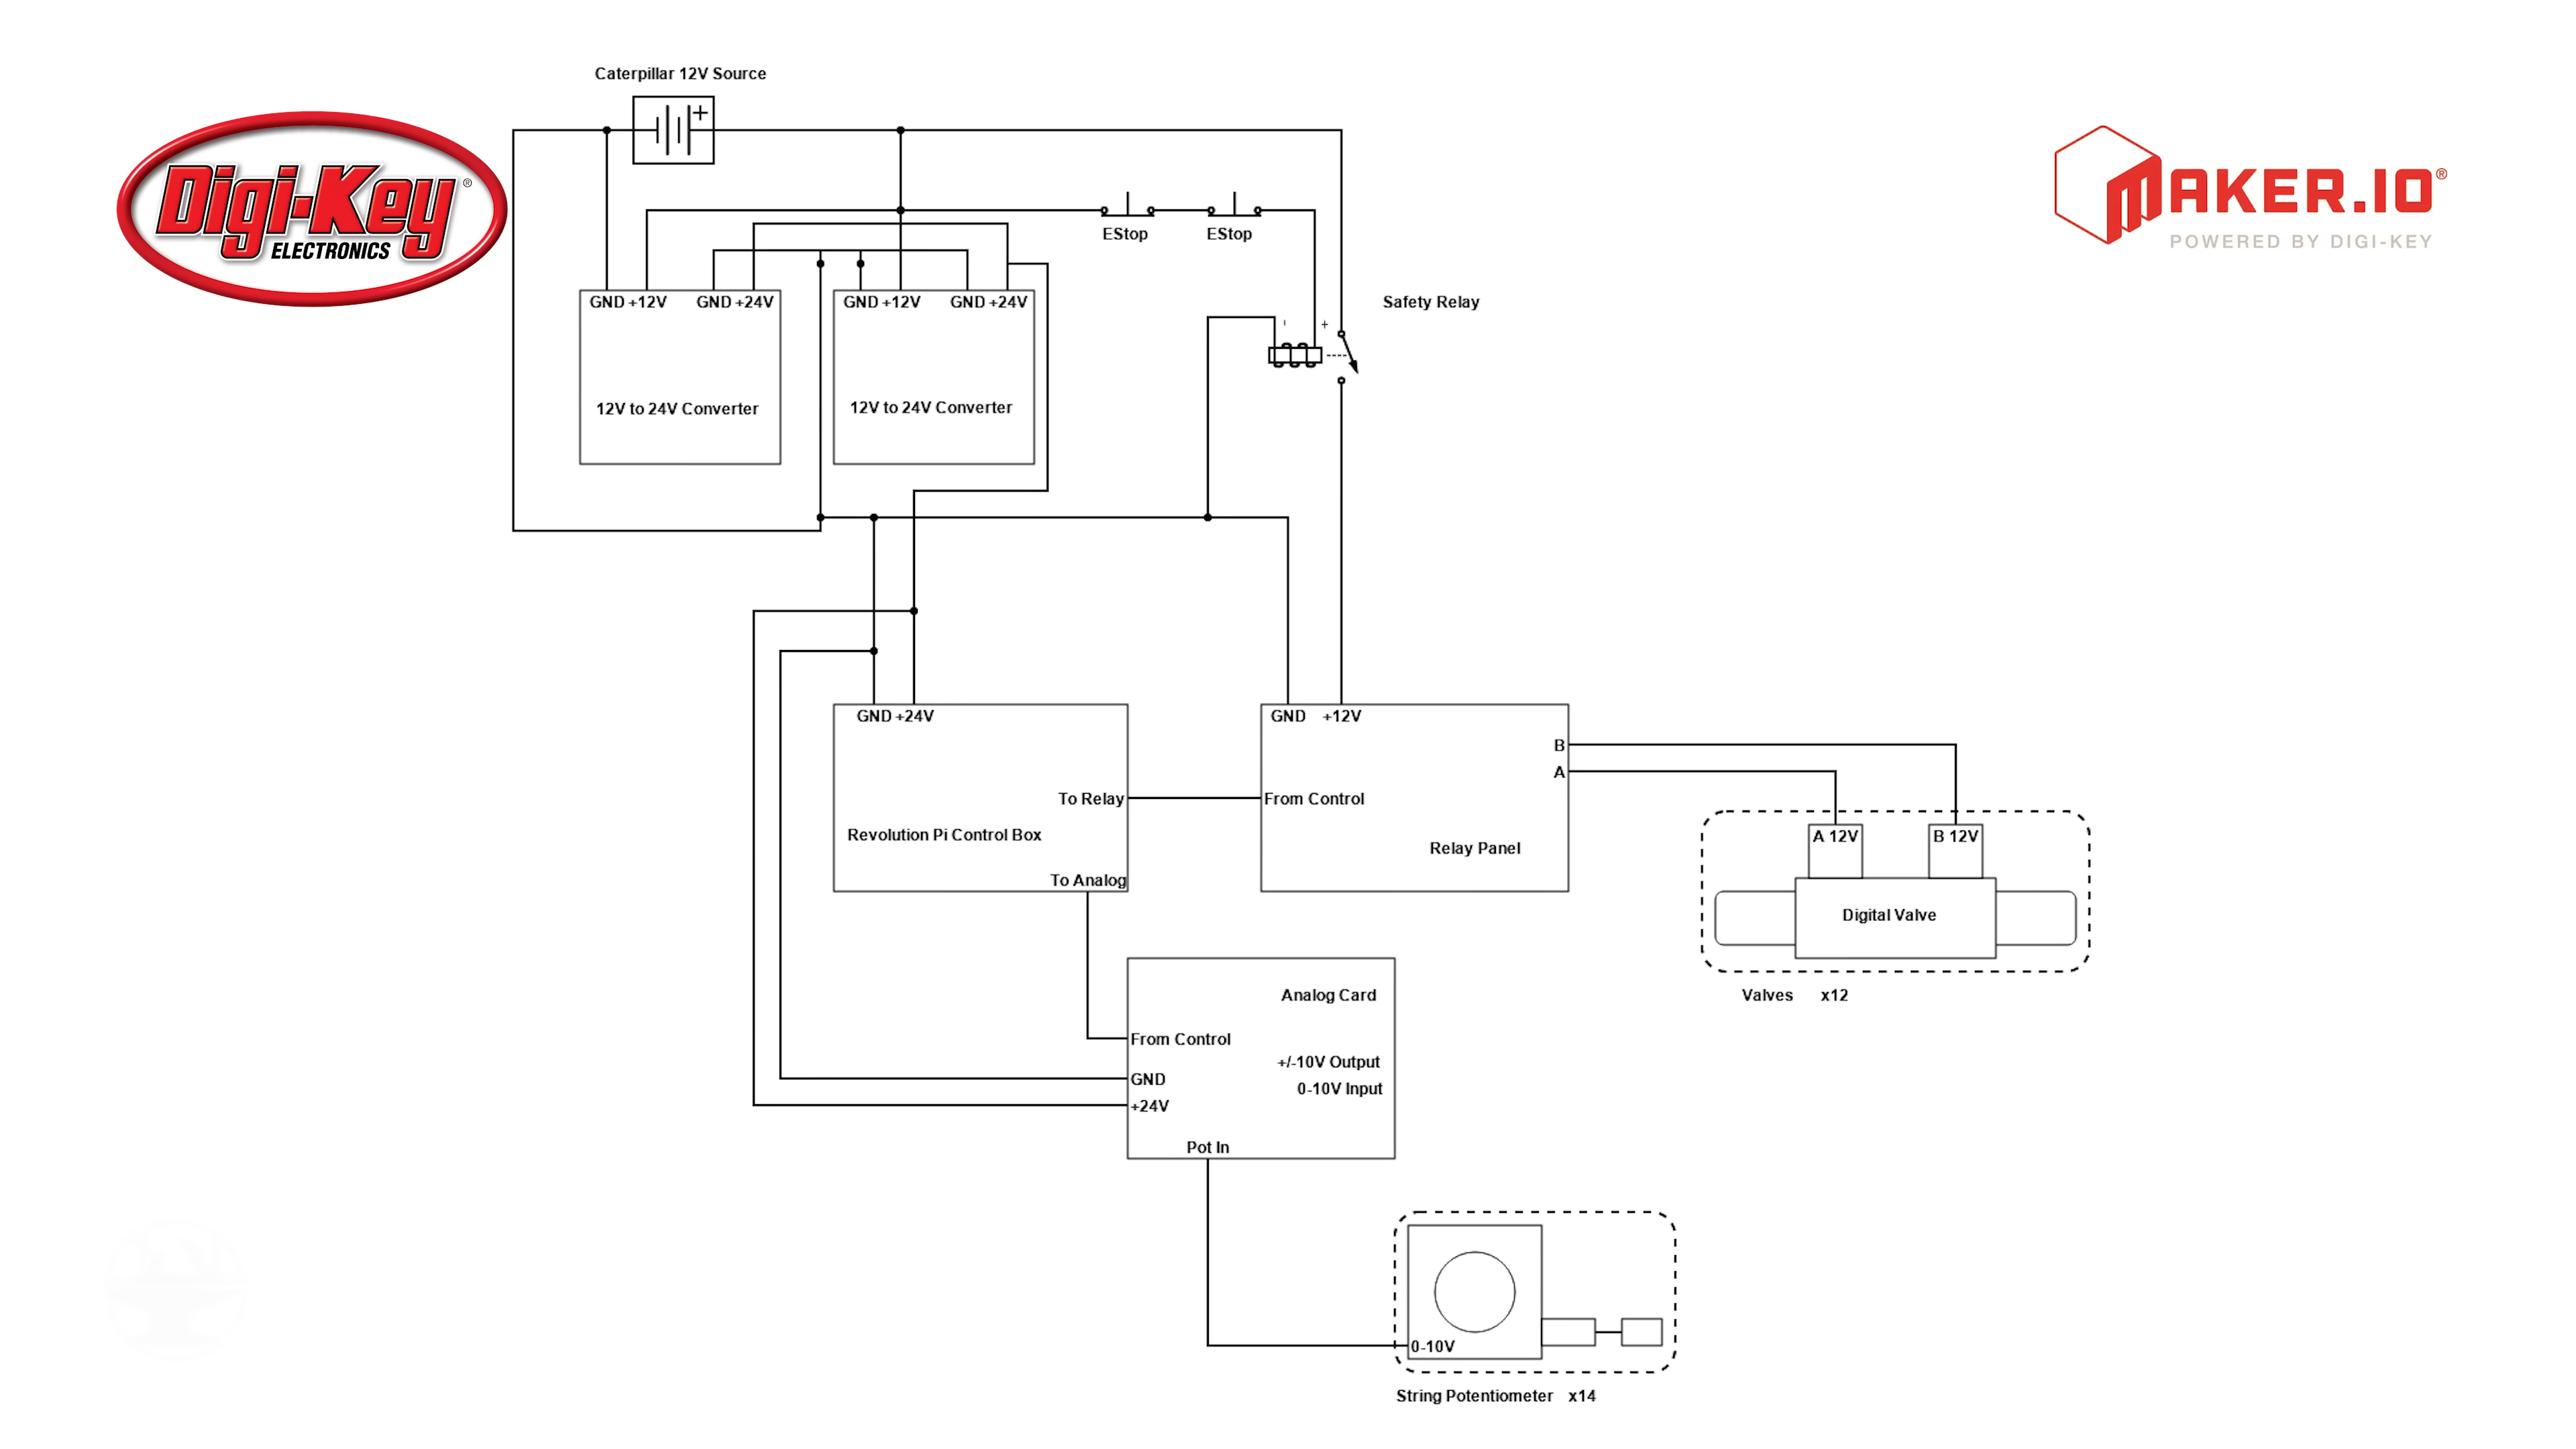 Caterpillar 12V Source
+
Digi-Key ®
ELECTRONICS
MAKER.IO®
POWERED BY DIGI-KEY
EStop
EStop
GND +12V
GND +24V
GND +12V
GND +24V
Safety Relay
- +
12V to 24V Converter
12V to 24V Converter
GND +24V
GND +12V
B
A
To Relay
From Control
Revolution Pi Control Box
Relay Panel
To Analog
A 12V
B 12V
Digital Valve
Valves x12
Analog Card
From Control
+/-10V Output
GND
0-10V Input
+24V
Pot In
0-10V
String Potentiometer x14